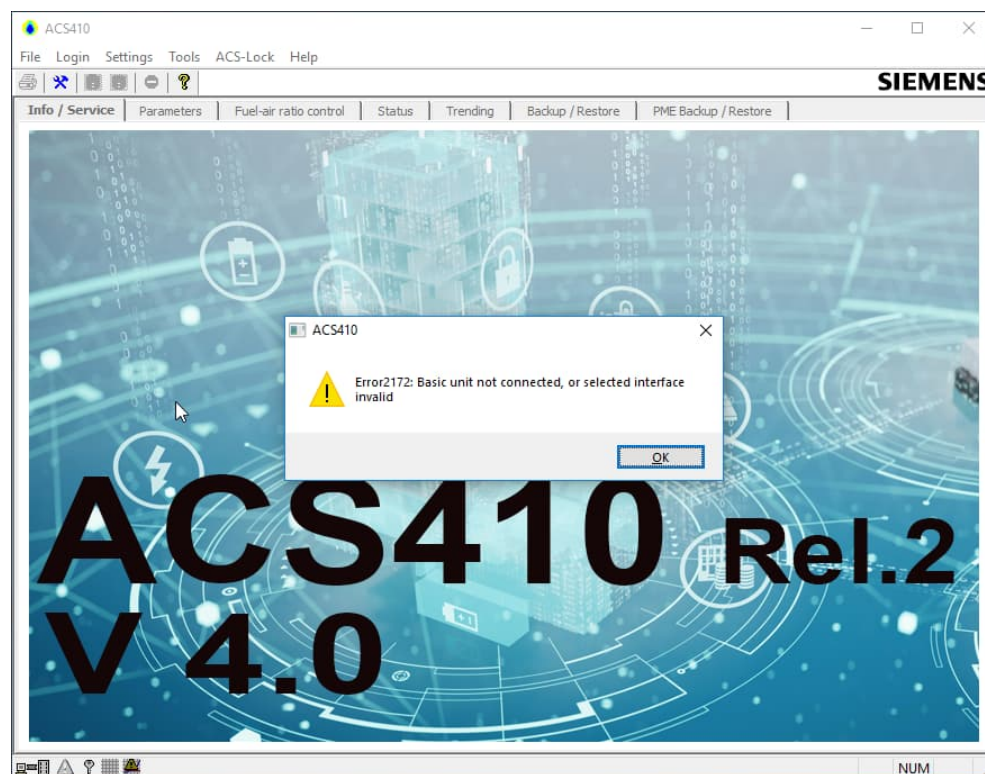 ACS410
File Login Settings Tools ACS-Lock Help
SIEMENS
Info / Service Parameters Fuel-air ratio control Status Trending Backup / Restore PME Backup / Restore
ACS410
Error2172: Basic unit not connected, or selected interface
invalid
OK
ACS410 Rel.2
V 4.0
NUM